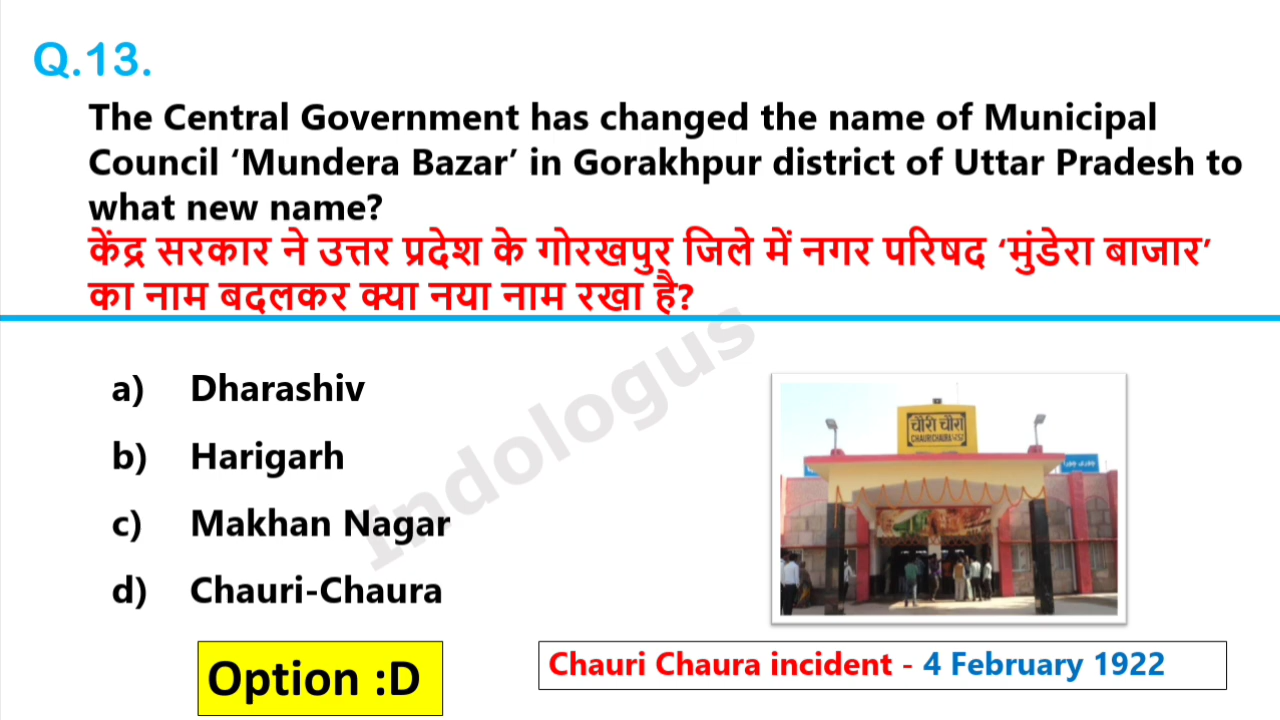 Q.13.
The Central Government has changed the name of Municipal
Council ‘Mundera Bazar’ in Gorakhpur district of Uttar Pradesh to
what new name?
केंद्र सरकार ने उत्तर प्रदेश के गोरखपुर जिले में नगर परिषद ‘मुंडेरा बाजार’
का नाम बदलकर क्या नया नाम रखा है?
a) Dharashiv
b) Harigarh
c) Makhan Nagar
d) Chauri-Chaura
Indologus
चौरी चौरा
CHAURICHAURA
Option :D
Chauri Chaura incident - 4 February 1922